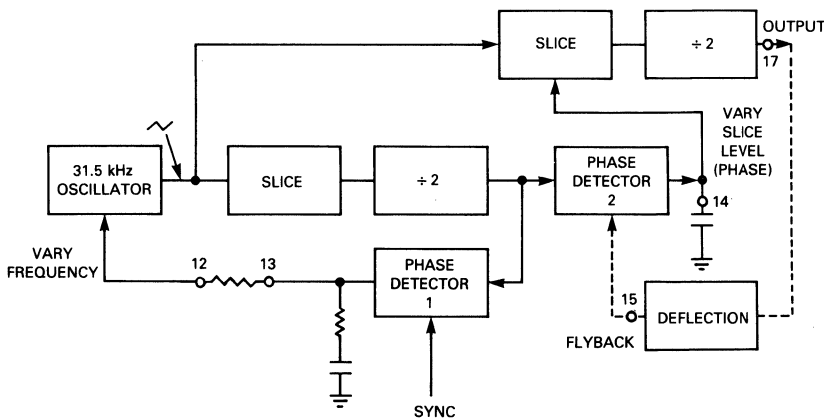 OUTPUT
SLICE
÷ 2
17
VARY
SLICE
LEVEL
(PHASE)
31.5 kHz
OSCILLATOR
SLICE
÷ 2
PHASE
DETECTOR
2
14
VARY
FREQUENCY
12
13
PHASE
DETECTOR
1
15
DEFLECTION
FLYBACK
SYNC